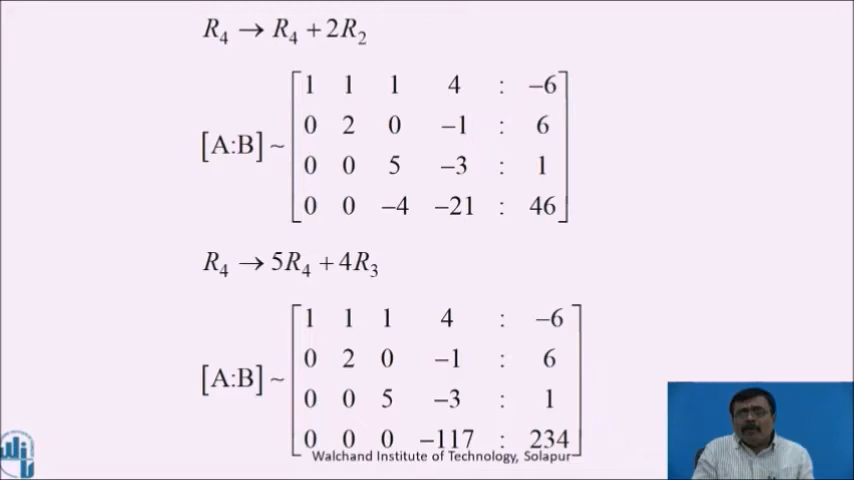 R₄ → R₄ + 2R₂
1 1 1 4 : −6
0 2 0 −1 : 6
[A:B] ~
0 0 5 −3 : 1
0 0 −4 −21 : 46
R₄ → 5R₄ + 4R₃
1 1 1 4 : −6
0 2 0 −1 : 6
[A:B] ~
0 0 5 −3 : 1
0 0 0 −117 : 234
Walchand Institute of Technology, Solapur